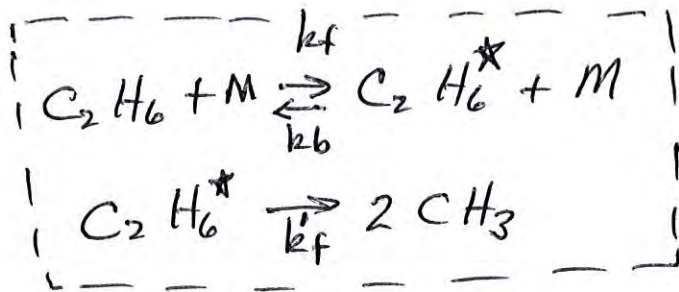 kf
C₂H₆ + M ⇌ C₂H₆* + M
kb
C₂H₆* → 2 CH₃
k'f